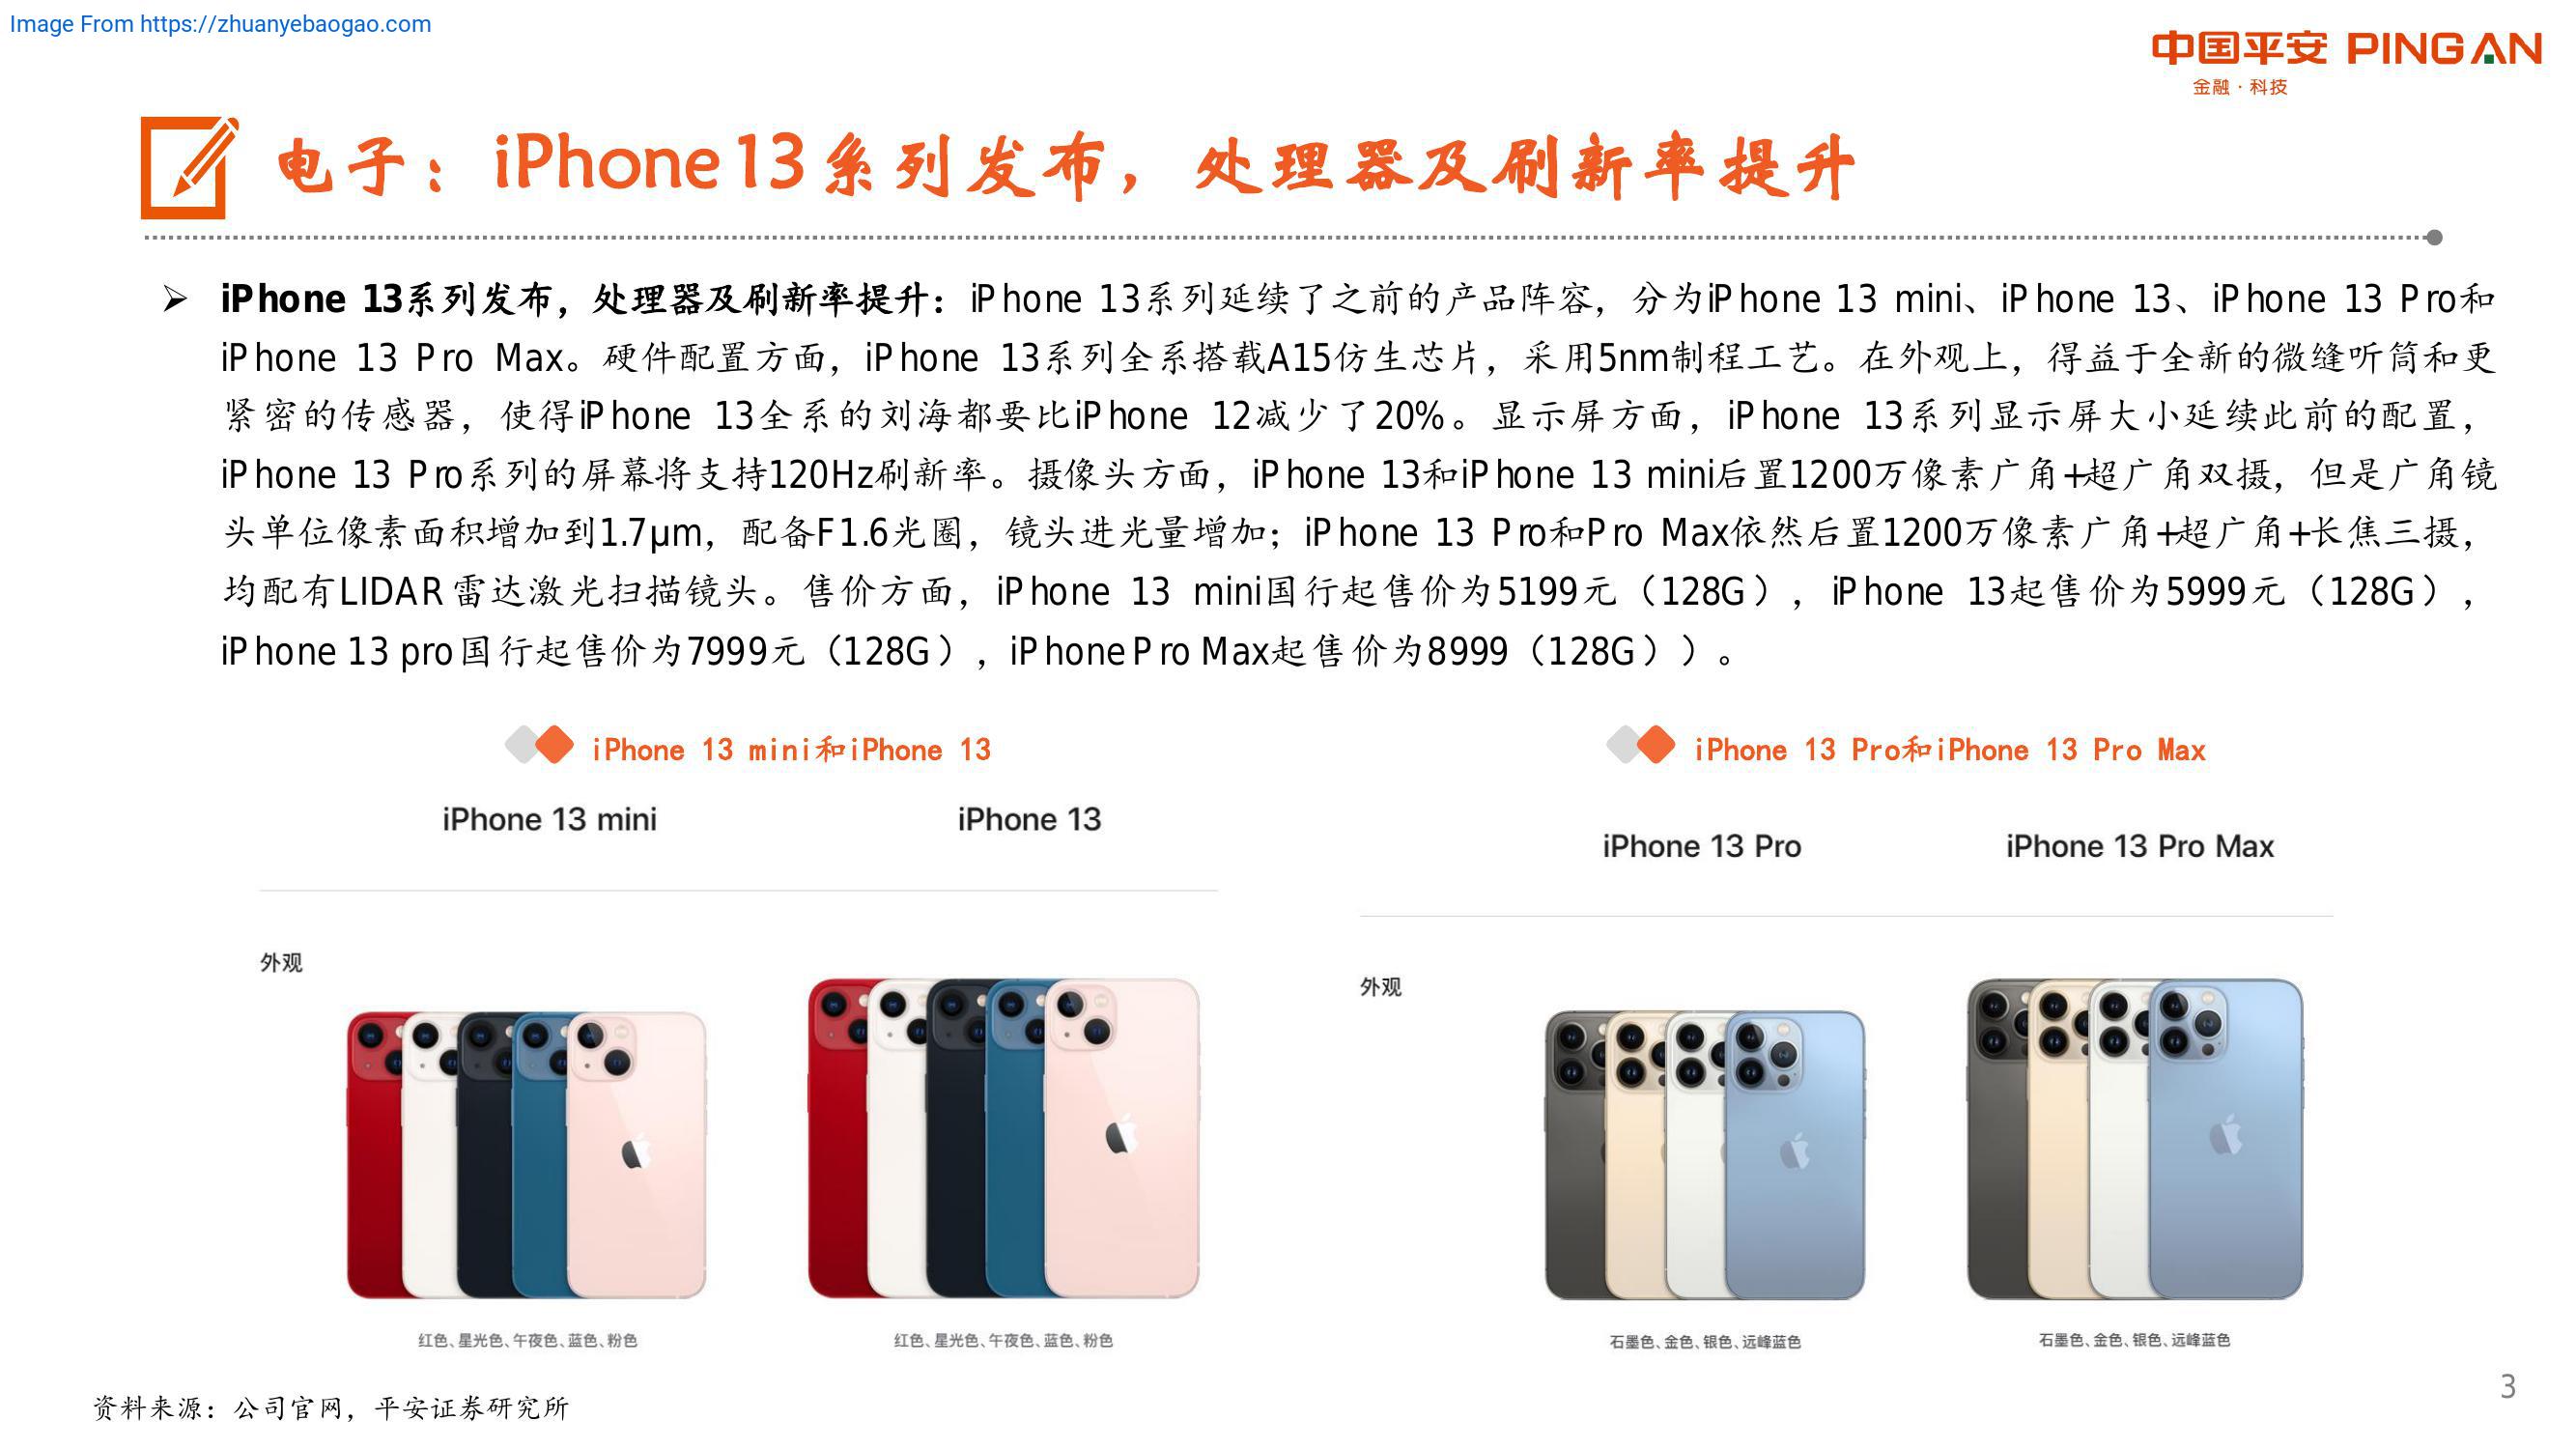 Image From https://zhuanyebaogao.com
中国平安 PINGAN
金融·科技
电子：iPhone13系列发布，处理器及刷新率提升
iPhone 13系列发布，处理器及刷新率提升：iPhone 13系列延续了之前的产品阵容，分为iPhone 13 mini、iPhone 13、iPhone 13 Pro和
iPhone 13 Pro Max。硬件配置方面，iPhone 13系列全系搭载A15仿生芯片，采用5nm制程工艺。在外观上，得益于全新的微缝听筒和更
紧密的传感器，使得iPhone 13全系的刘海都要比iPhone 12减少了20%。显示屏方面，iPhone 13系列显示屏大小延续此前的配置，
iPhone 13 Pro系列的屏幕将支持120Hz刷新率。摄像头方面，iPhone 13和iPhone 13 mini后置1200万像素广角+超广角双摄，但是广角镜
头单位像素面积增加到1.7μm，配备F1.6光圈，镜头进光量增加；iPhone 13 Pro和Pro Max依然后置1200万像素广角+超广角+长焦三摄，
均配有LIDAR雷达激光扫描镜头。售价方面，iPhone 13 mini国行起售价为5199元（128G），iPhone 13起售价为5999元（128G），
iPhone 13 pro国行起售价为7999元（128G），iPhone Pro Max起售价为8999（128G））。
iPhone 13 mini和iPhone 13
iPhone 13 mini
iPhone 13
外观
红色、星光色、午夜色、蓝色、粉色
红色、星光色、午夜色、蓝色、粉色
iPhone 13 Pro和iPhone 13 Pro Max
iPhone 13 Pro
iPhone 13 Pro Max
外观
石墨色、金色、银色、远峰蓝色
石墨色、金色、银色、远峰蓝色
资料来源：公司官网，平安证券研究所
3